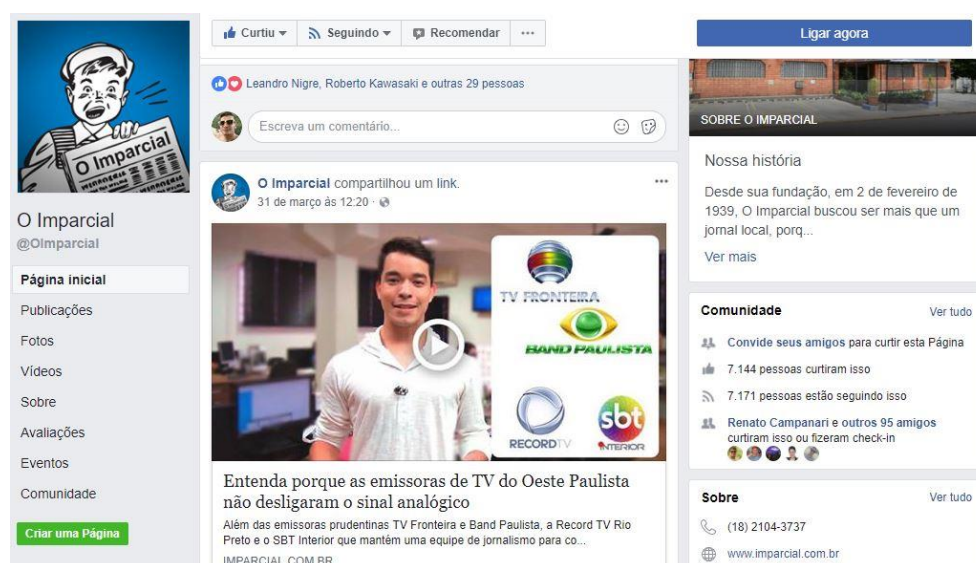 O Imparcial
O Imparcial
@OImparcial
Página inicial
Publicações
Fotos
Vídeos
Sobre
Avaliações
Eventos
Comunidade
Criar uma Página
Curtiu
Seguindo
Recomendar
Leandro Nigre, Roberto Kawasaki e outras 29 pessoas
Escreva um comentário...
O Imparcial compartilhou um link.
31 de março às 12:20
TV FRONTEIRA
BAND PAULISTA
RECORDTV
sbt
INTERIOR
Entenda porque as emissoras de TV do Oeste Paulista
não desligaram o sinal analógico
Além das emissoras prudentinas TV Fronteira e Band Paulista, a Record TV Rio
Preto e o SBT Interior que mantém uma equipe de jornalismo para co...
IMPARCIAL.COM.BR
Ligar agora
SOBRE O IMPARCIAL
Nossa história
Desde sua fundação, em 2 de fevereiro de
1939, O Imparcial buscou ser mais que um
jornal local, porq...
Ver mais
Comunidade Ver tudo
Convide seus amigos para curtir esta Página
7.144 pessoas curtiram isso
7.171 pessoas estão seguindo isso
Renato Campanari e outros 95 amigos
curtiram isso ou fizeram check-in
Sobre Ver tudo
(18) 2104-3737
www.imparcial.com.br